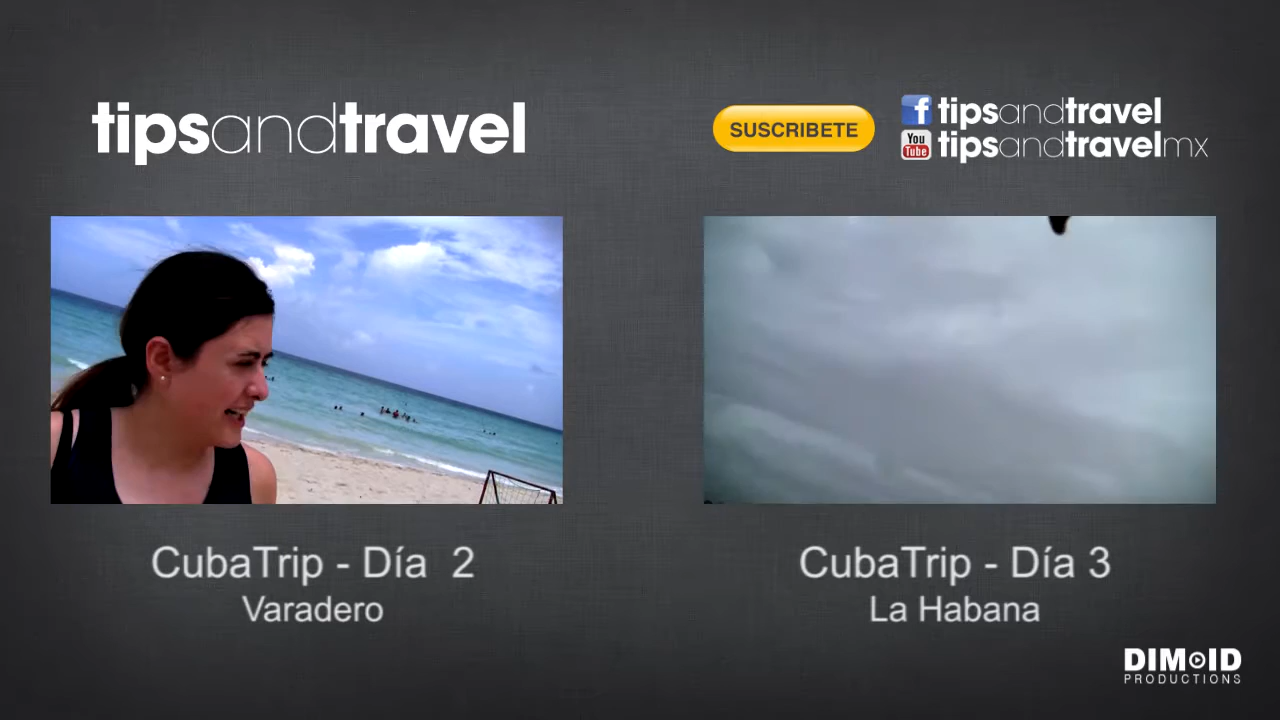 tipsandtravel
SUSCRIBETE
f tipsandtravel
You Tube tipsandtravelmx
CubaTrip - Día 2
Varadero
CubaTrip - Día 3
La Habana
DIMOID
PRODUCTIONS